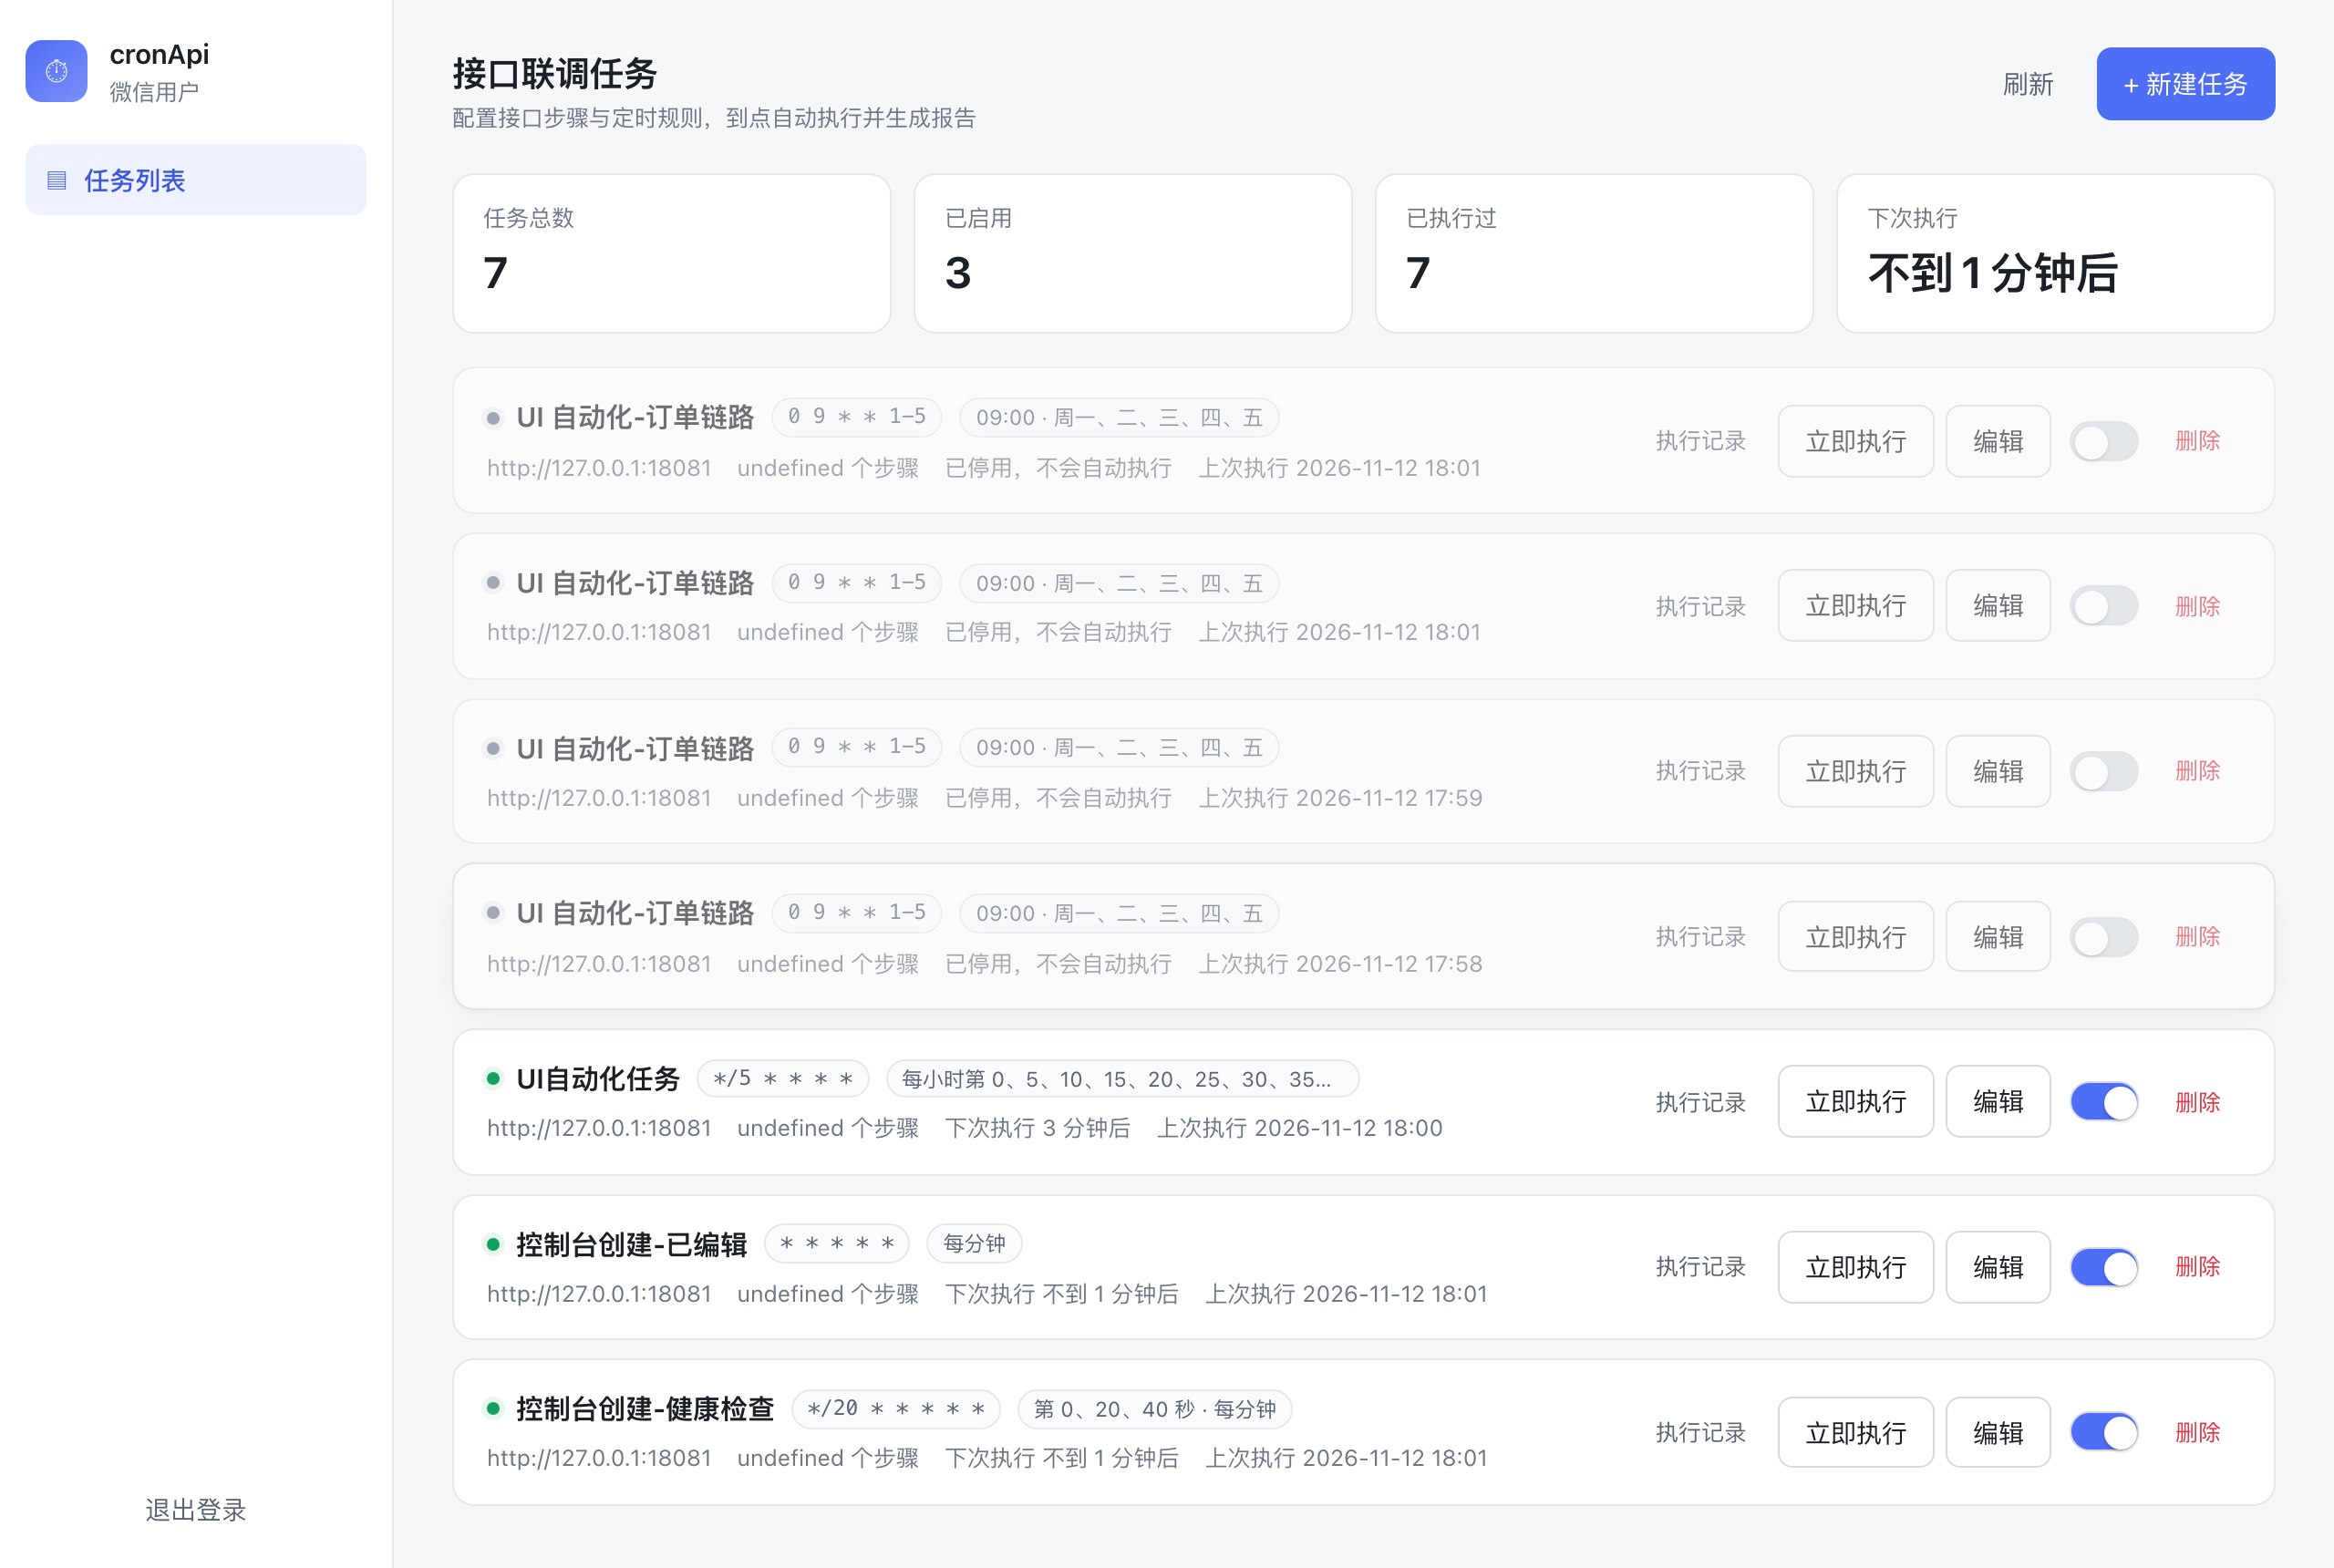 cronApi
微信用户
任务列表
退出登录
接口联调任务
配置接口步骤与定时规则，到点自动执行并生成报告
刷新
+ 新建任务
任务总数
7
已启用
3
已执行过
7
下次执行
不到 1 分钟后
UI 自动化-订单链路 0 9 * * 1-5 09:00 · 周一、二、三、四、五
http://127.0.0.1:18081 undefined 个步骤 已停用，不会自动执行 上次执行 2026-11-12 18:01
执行记录 立即执行 编辑 删除
UI 自动化-订单链路 0 9 * * 1-5 09:00 · 周一、二、三、四、五
http://127.0.0.1:18081 undefined 个步骤 已停用，不会自动执行 上次执行 2026-11-12 18:01
执行记录 立即执行 编辑 删除
UI 自动化-订单链路 0 9 * * 1-5 09:00 · 周一、二、三、四、五
http://127.0.0.1:18081 undefined 个步骤 已停用，不会自动执行 上次执行 2026-11-12 17:59
执行记录 立即执行 编辑 删除
UI 自动化-订单链路 0 9 * * 1-5 09:00 · 周一、二、三、四、五
http://127.0.0.1:18081 undefined 个步骤 已停用，不会自动执行 上次执行 2026-11-12 17:58
执行记录 立即执行 编辑 删除
UI自动化任务 */5 * * * * 每小时第 0、5、10、15、20、25、30、35...
http://127.0.0.1:18081 undefined 个步骤 下次执行 3 分钟后 上次执行 2026-11-12 18:00
执行记录 立即执行 编辑 删除
控制台创建-已编辑 * * * * * 每分钟
http://127.0.0.1:18081 undefined 个步骤 下次执行 不到 1 分钟后 上次执行 2026-11-12 18:01
执行记录 立即执行 编辑 删除
控制台创建-健康检查 */20 * * * * * 第 0、20、40 秒 · 每分钟
http://127.0.0.1:18081 undefined 个步骤 下次执行 不到 1 分钟后 上次执行 2026-11-12 18:01
执行记录 立即执行 编辑 删除